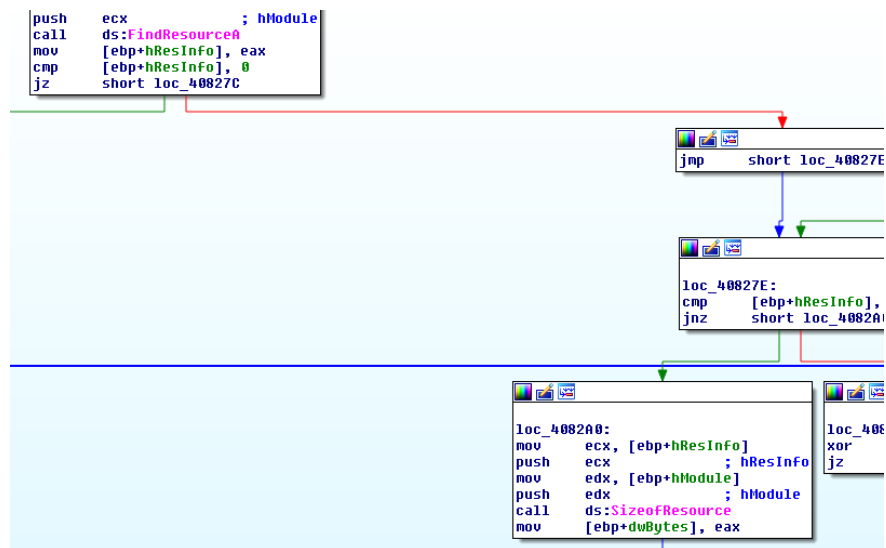 push ecx ; hModule
call ds:FindResourceA
mov [ebp+hResInfo], eax
cmp [ebp+hResInfo], 0
jz short loc_40827C
jmp short loc_40827E
loc_40827E:
cmp [ebp+hResInfo],
jnz short loc_4082A0
loc_4082A0:
mov ecx, [ebp+hResInfo]
push ecx ; hResInfo
mov edx, [ebp+hModule]
push edx ; hModule
call ds:SizeofResource
mov [ebp+dwBytes], eax
loc_408
xor
jz